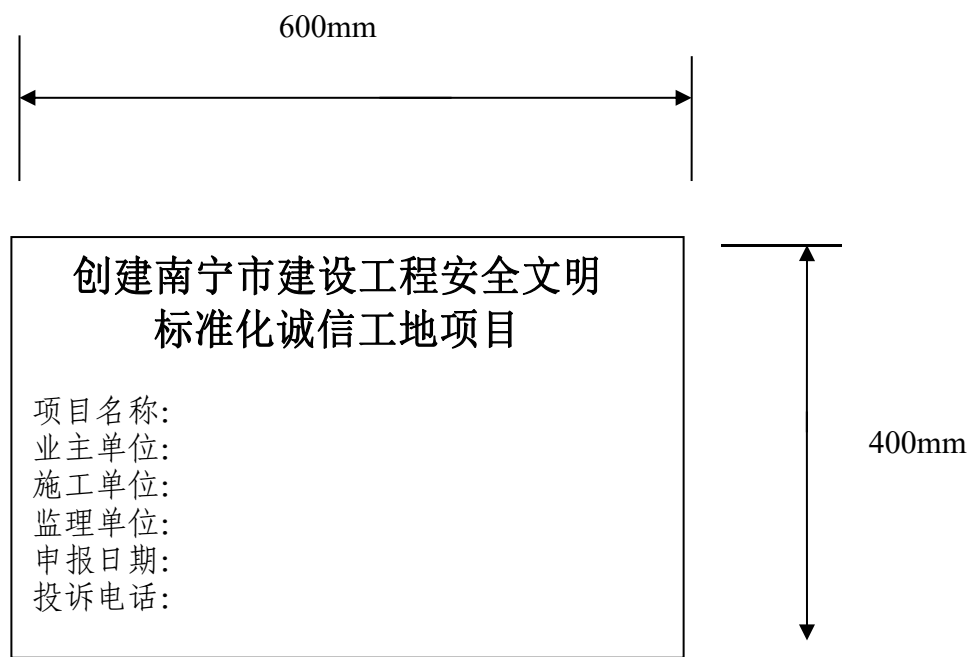 600mm
创建南宁市建设工程安全文明
标准化诚信工地项目
项目名称:
业主单位:
施工单位:
监理单位:
申报日期:
投诉电话:
400mm